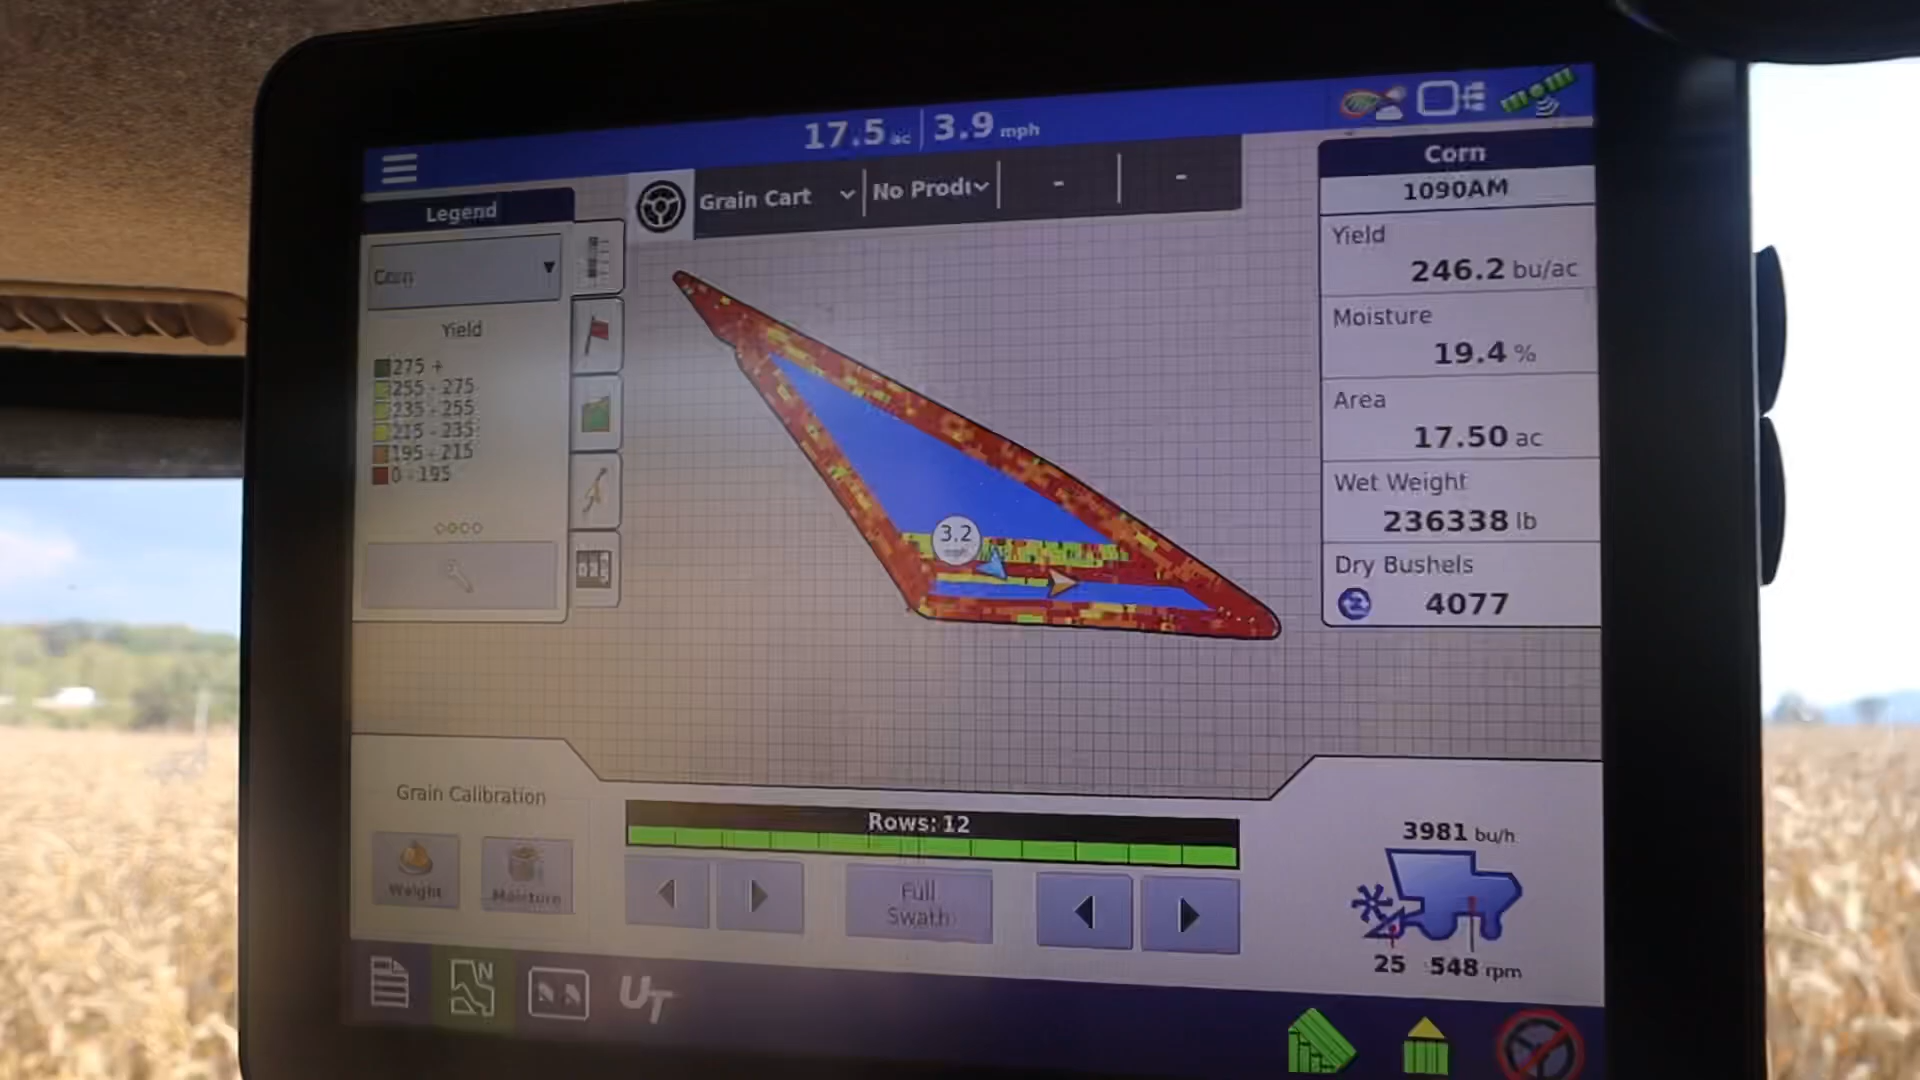 17.5 ac 3.9 mph
Legend
Corn
Yield
275 +
255 - 275
235 - 255
215 - 235
195 - 215
0 - 195
Grain Cart
No Prod
-
-
3.2
mph
Corn
1090AM
Yield
246.2 bu/ac
Moisture
19.4 %
Area
17.50 ac
Wet Weight
236338 lb
Dry Bushels
4077
Grain Calibration
Weight
Moisture
Rows: 12
Full
Swath
3981 bu/h
25 548 rpm
N
UT